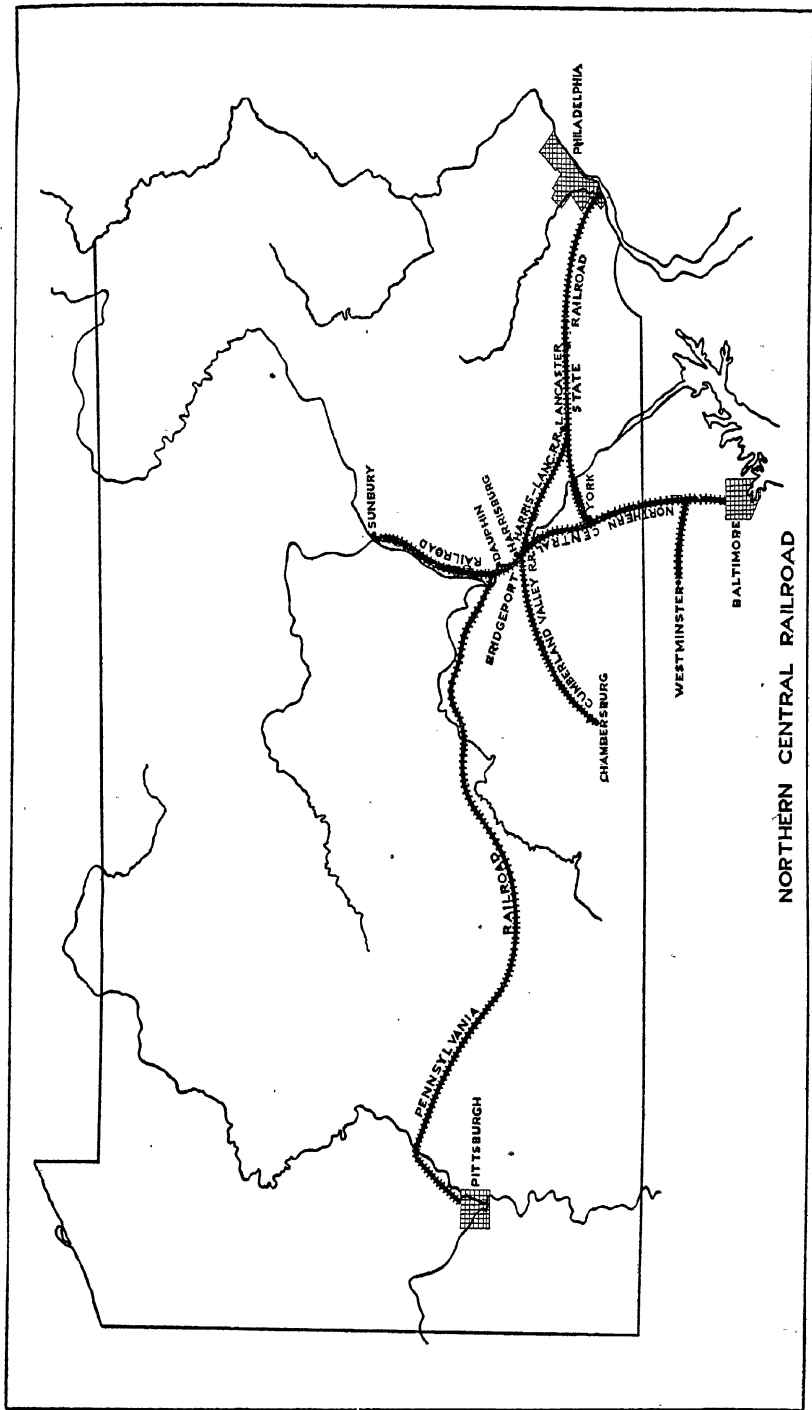 SUNBURY
RAILROAD
DAUPHIN
HARRISBURG
BRIDGEPORT
HARRIS-LANC.R.R.
LANCASTER
STATE RAILROAD
PHILADELPHIA
YORK
NORTHERN CENTRAL
CUMBERLAND VALLEY R.R.
CHAMBERSBURG
WESTMINSTER
BALTIMORE
PENNSYLVANIA RAILROAD
PITTSBURGH
NORTHERN CENTRAL RAILROAD